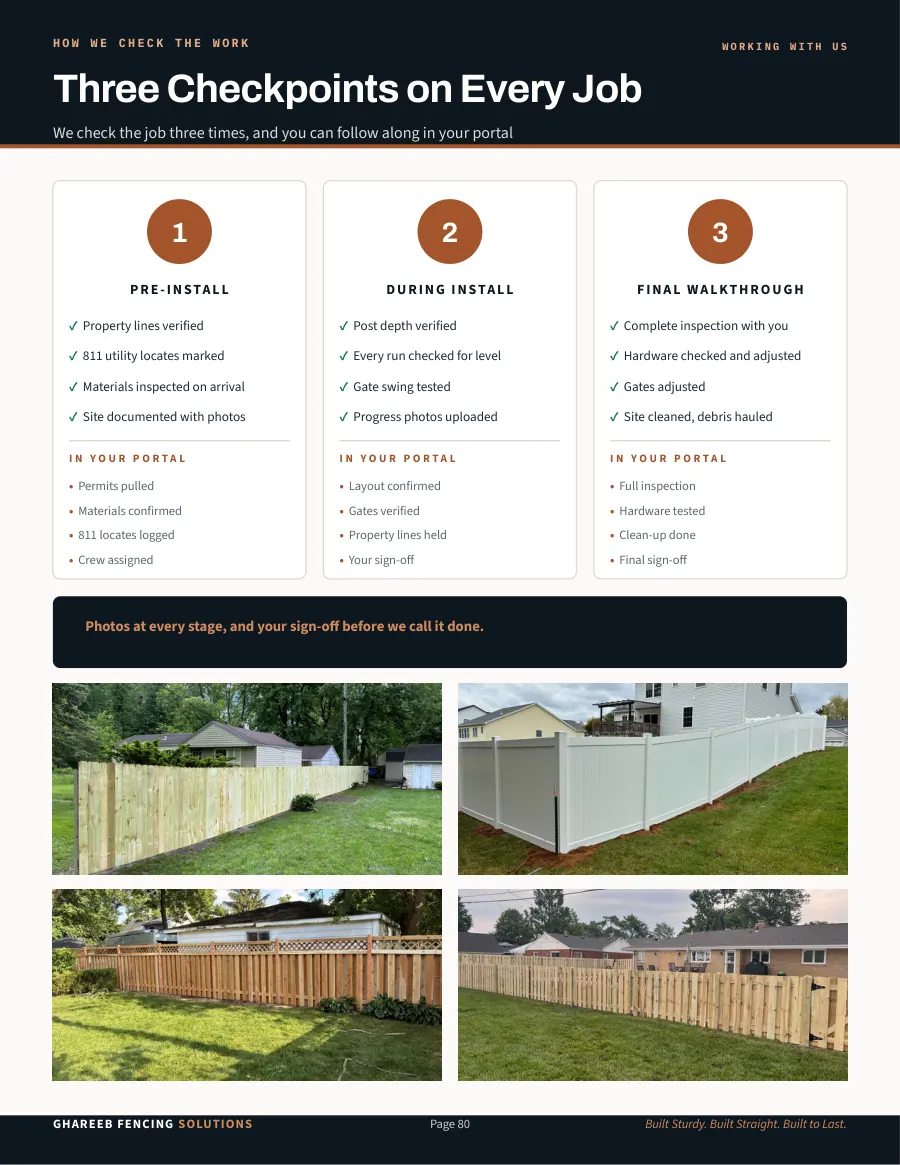 HOW WE CHECK THE WORK
WORKING WITH US
Three Checkpoints on Every Job
We check the job three times, and you can follow along in your portal
1
PRE-INSTALL
✓ Property lines verified
✓ 811 utility locates marked
✓ Materials inspected on arrival
✓ Site documented with photos
IN YOUR PORTAL
• Permits pulled
• Materials confirmed
• 811 locates logged
• Crew assigned
2
DURING INSTALL
✓ Post depth verified
✓ Every run checked for level
✓ Gate swing tested
✓ Progress photos uploaded
IN YOUR PORTAL
• Layout confirmed
• Gates verified
• Property lines held
• Your sign-off
3
FINAL WALKTHROUGH
✓ Complete inspection with you
✓ Hardware checked and adjusted
✓ Gates adjusted
✓ Site cleaned, debris hauled
IN YOUR PORTAL
• Full inspection
• Hardware tested
• Clean-up done
• Final sign-off
Photos at every stage, and your sign-off before we call it done.
GHAREEB FENCING SOLUTIONS
Page 80
Built Sturdy. Built Straight. Built to Last.